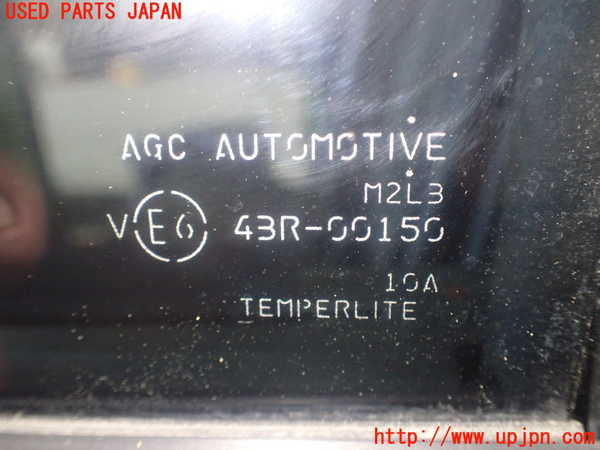 USED PARTS JAPAN
AGC AUTOMOTIVE
M2L3
V E6 43R-00150
10A
TEMPERLITE
http://www.upjpn.com